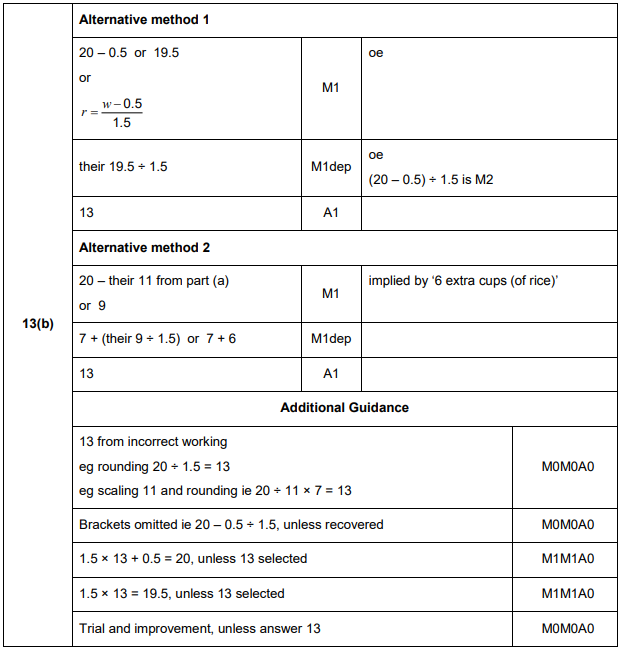 Alternative method 1
20 – 0.5 or 19.5
or
r = w – 0.5 / 1.5
M1
oe
their 19.5 ÷ 1.5
M1dep
oe
(20 – 0.5) ÷ 1.5 is M2
13
A1
Alternative method 2
13(b)
20 – their 11 from part (a)
or 9
M1
implied by ‘6 extra cups (of rice)’
7 + (their 9 ÷ 1.5) or 7 + 6
M1dep
13
A1
Additional Guidance
13 from incorrect working
eg rounding 20 ÷ 1.5 = 13
eg scaling 11 and rounding ie 20 ÷ 11 × 7 = 13
M0M0A0
Brackets omitted ie 20 – 0.5 ÷ 1.5, unless recovered
M0M0A0
1.5 × 13 + 0.5 = 20, unless 13 selected
M1M1A0
1.5 × 13 = 19.5, unless 13 selected
M1M1A0
Trial and improvement, unless answer 13
M0M0A0